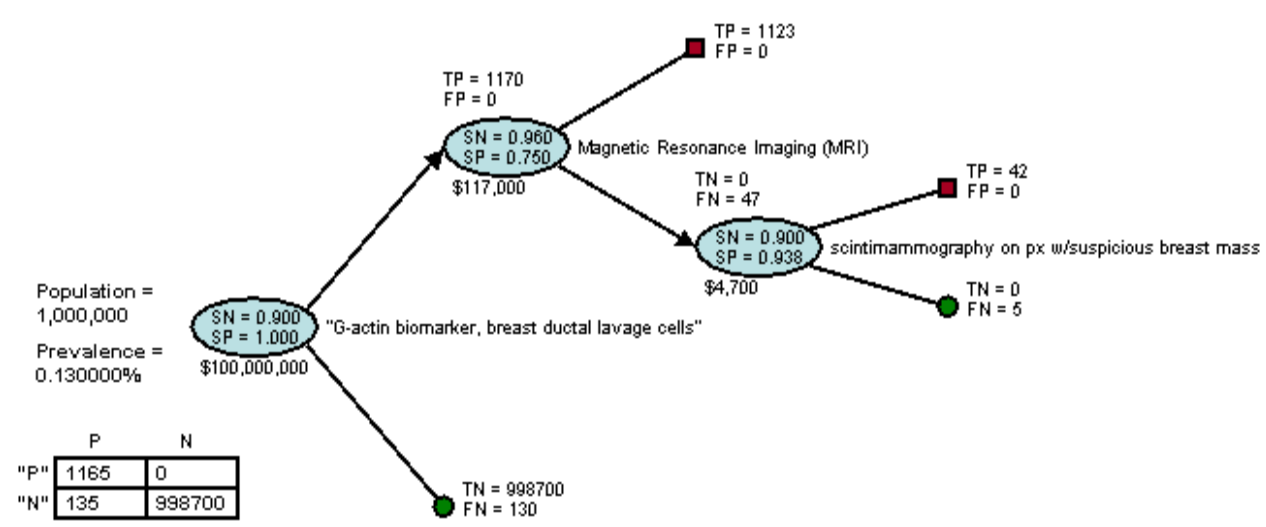 TP = 1123
FP = 0
TP = 1170
FP = 0
SN = 0.960
SP = 0.750
Magnetic Resonance Imaging (MRI)
$117,000
TN = 0
FN = 47
TP = 42
FP = 0
SN = 0.900
SP = 0.938
scintimammography on px w/suspicious breast mass
$4,700
TN = 0
FN = 5
Population =
1,000,000
Prevalence =
0.130000%
SN = 0.900
SP = 1.000
"G-actin biomarker, breast ductal lavage cells"
$100,000,000
P N
"P" 1165 0
"N" 135 998700
TN = 998700
FN = 130